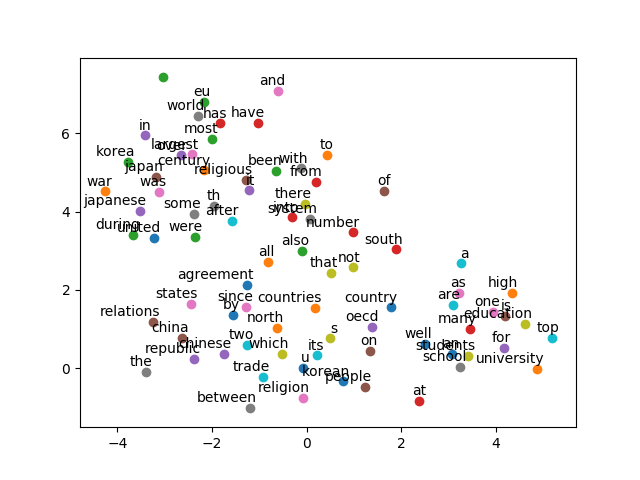 and
eu
world
has
have
in
most
to
largest
over
korea
century
been
with
japan
religious
from
war
was
it
of
there
japanese
some
th
into
system
after
number
during
united
were
south
also
all
that
not
a
agreement
as
high
states
since
countries
country
are
one
is
by
relations
north
oecd
many
education
china
two
s
on
well
top
republic
chinese
which
its
an
students
for
the
trade
u
school
university
korean
people
religion
between
at
6
4
2
0
−4
−2
0
2
4